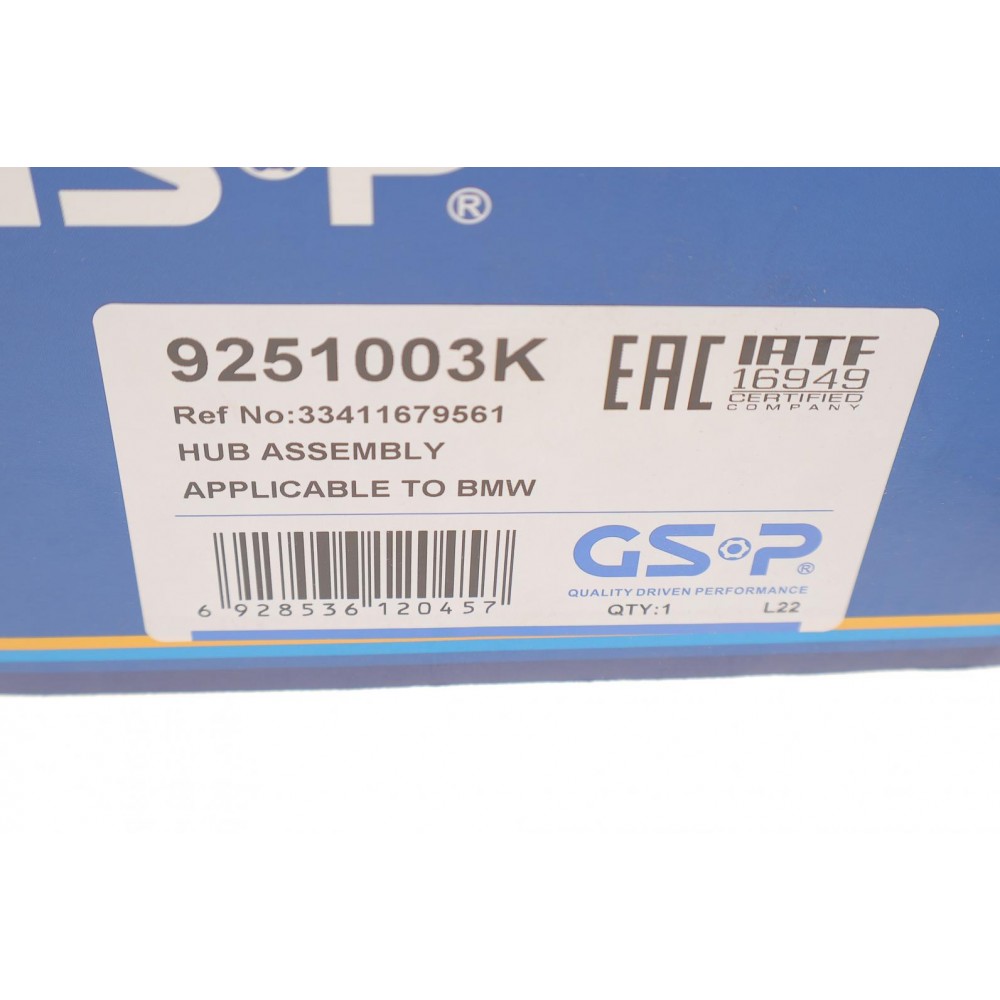 GS•P®
9251003K
Ref No:33411679561
HUB ASSEMBLY
APPLICABLE TO BMW
EAC
IATF
16949
CERTIFIED
COMPANY
6 928536 120457
GS•P®
QUALITY DRIVEN PERFORMANCE
QTY:1 L22